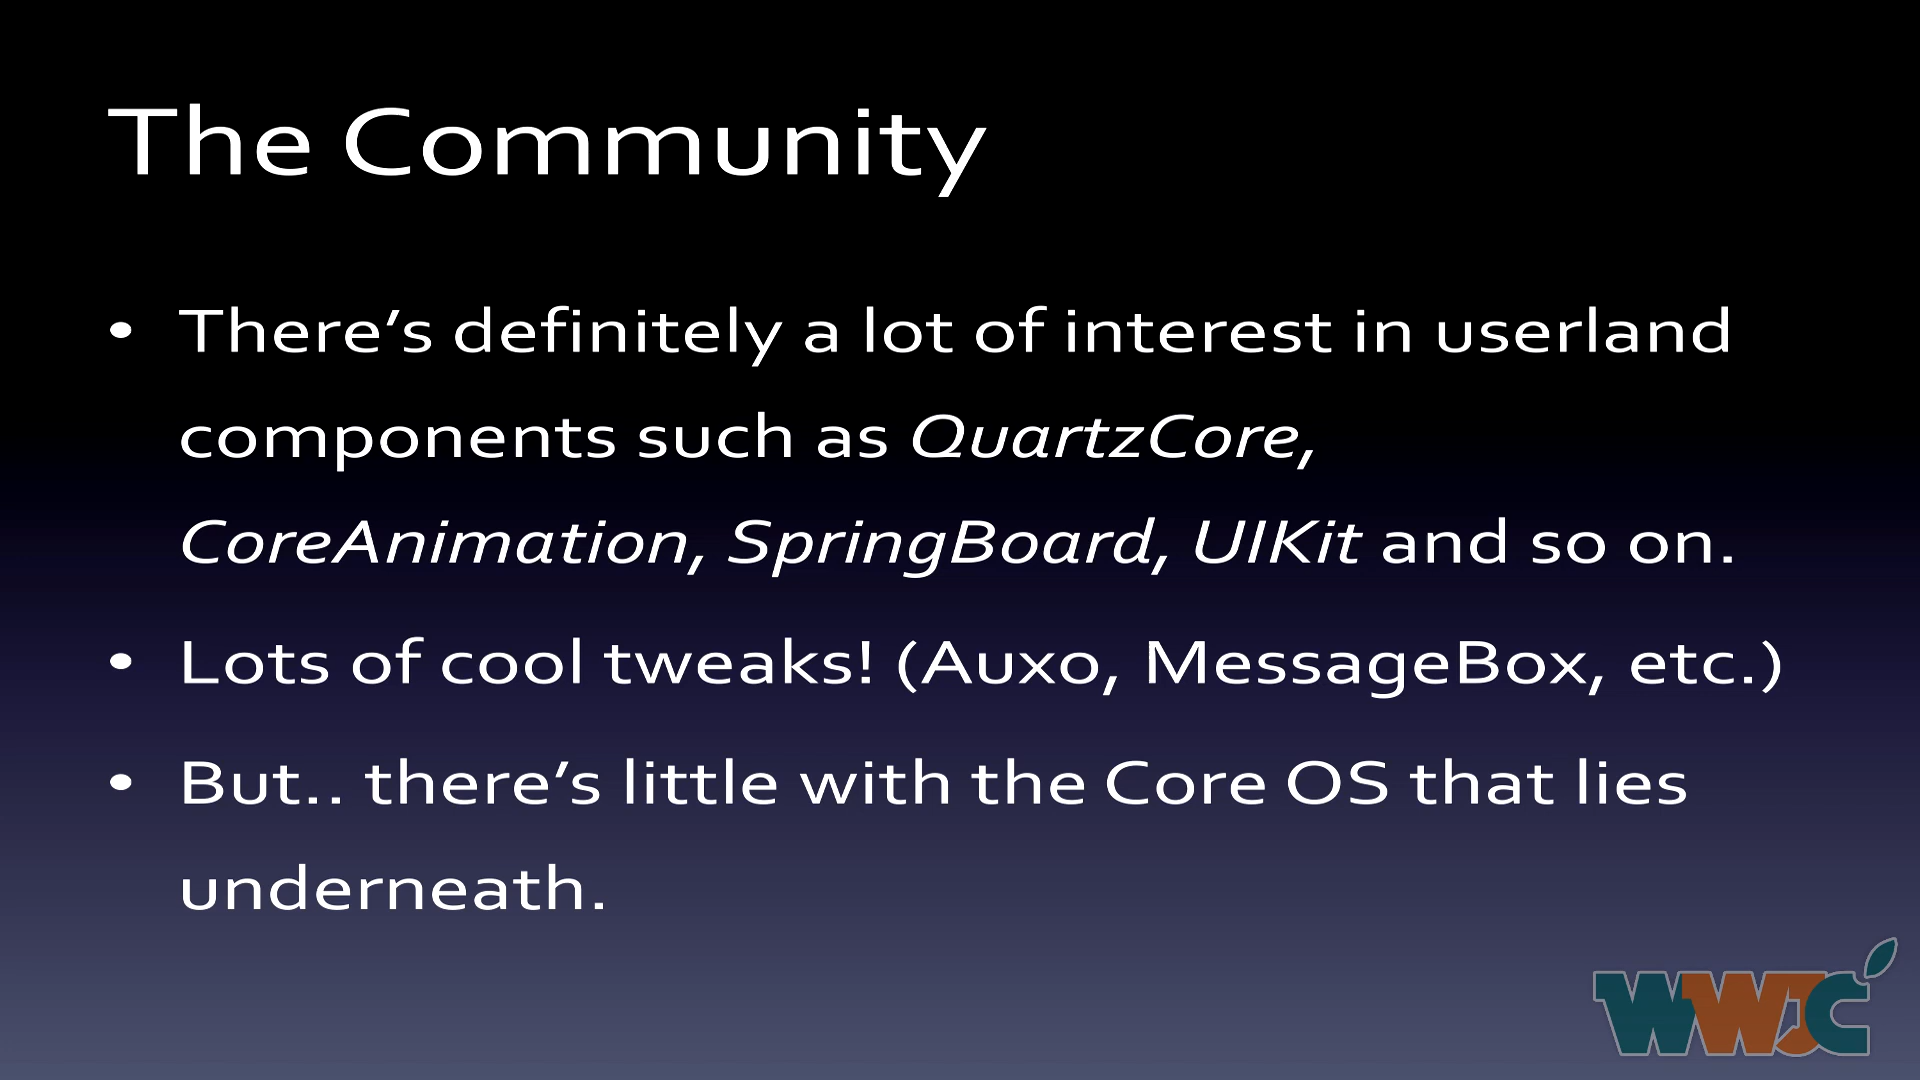 The Community
• There’s definitely a lot of interest in userland
components such as QuartzCore,
CoreAnimation, SpringBoard, UIKit and so on.
• Lots of cool tweaks! (Auxo, MessageBox, etc.)
• But.. there’s little with the Core OS that lies
underneath.
WWJC